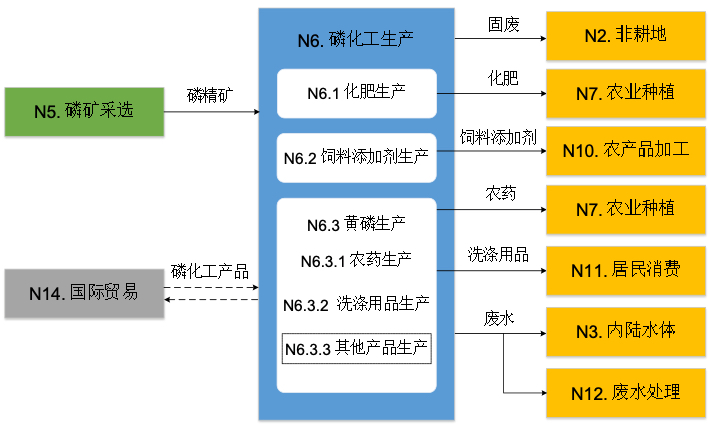 N5. 磷矿采选
磷精矿
N14. 国际贸易
磷化工产品
N6. 磷化工生产
N6.1 化肥生产
N6.2 饲料添加剂生产
N6.3 黄磷生产
N6.3.1 农药生产
N6.3.2 洗涤用品生产
N6.3.3 其他产品生产
固废
N2. 非耕地
化肥
N7. 农业种植
饲料添加剂
N10. 农产品加工
农药
N7. 农业种植
洗涤用品
N11. 居民消费
废水
N3. 内陆水体
N12. 废水处理